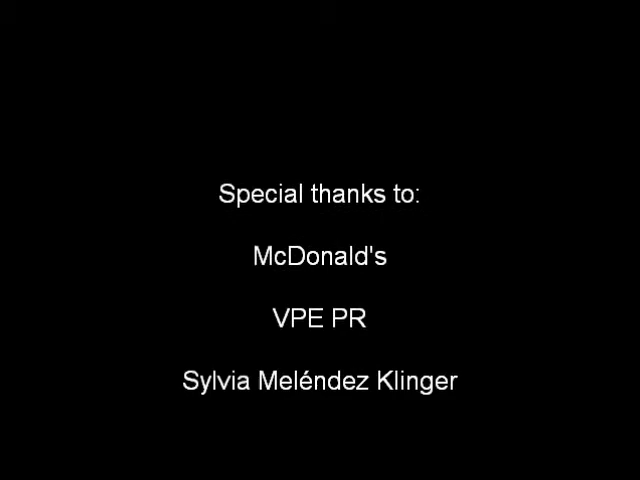 Special thanks to:
McDonald's
VPE PR
Sylvia Meléndez Klinger